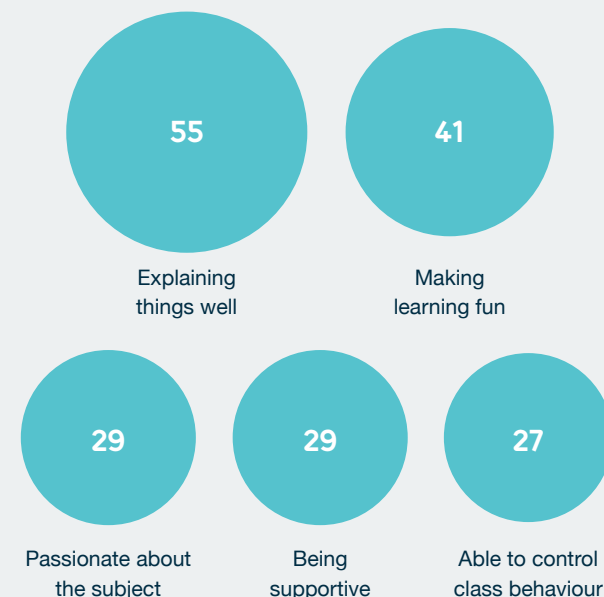 55
41
Explaining
things well
Making
learning fun
29
29
27
Passionate about
the subject
Being
supportive
Able to control
class behaviour